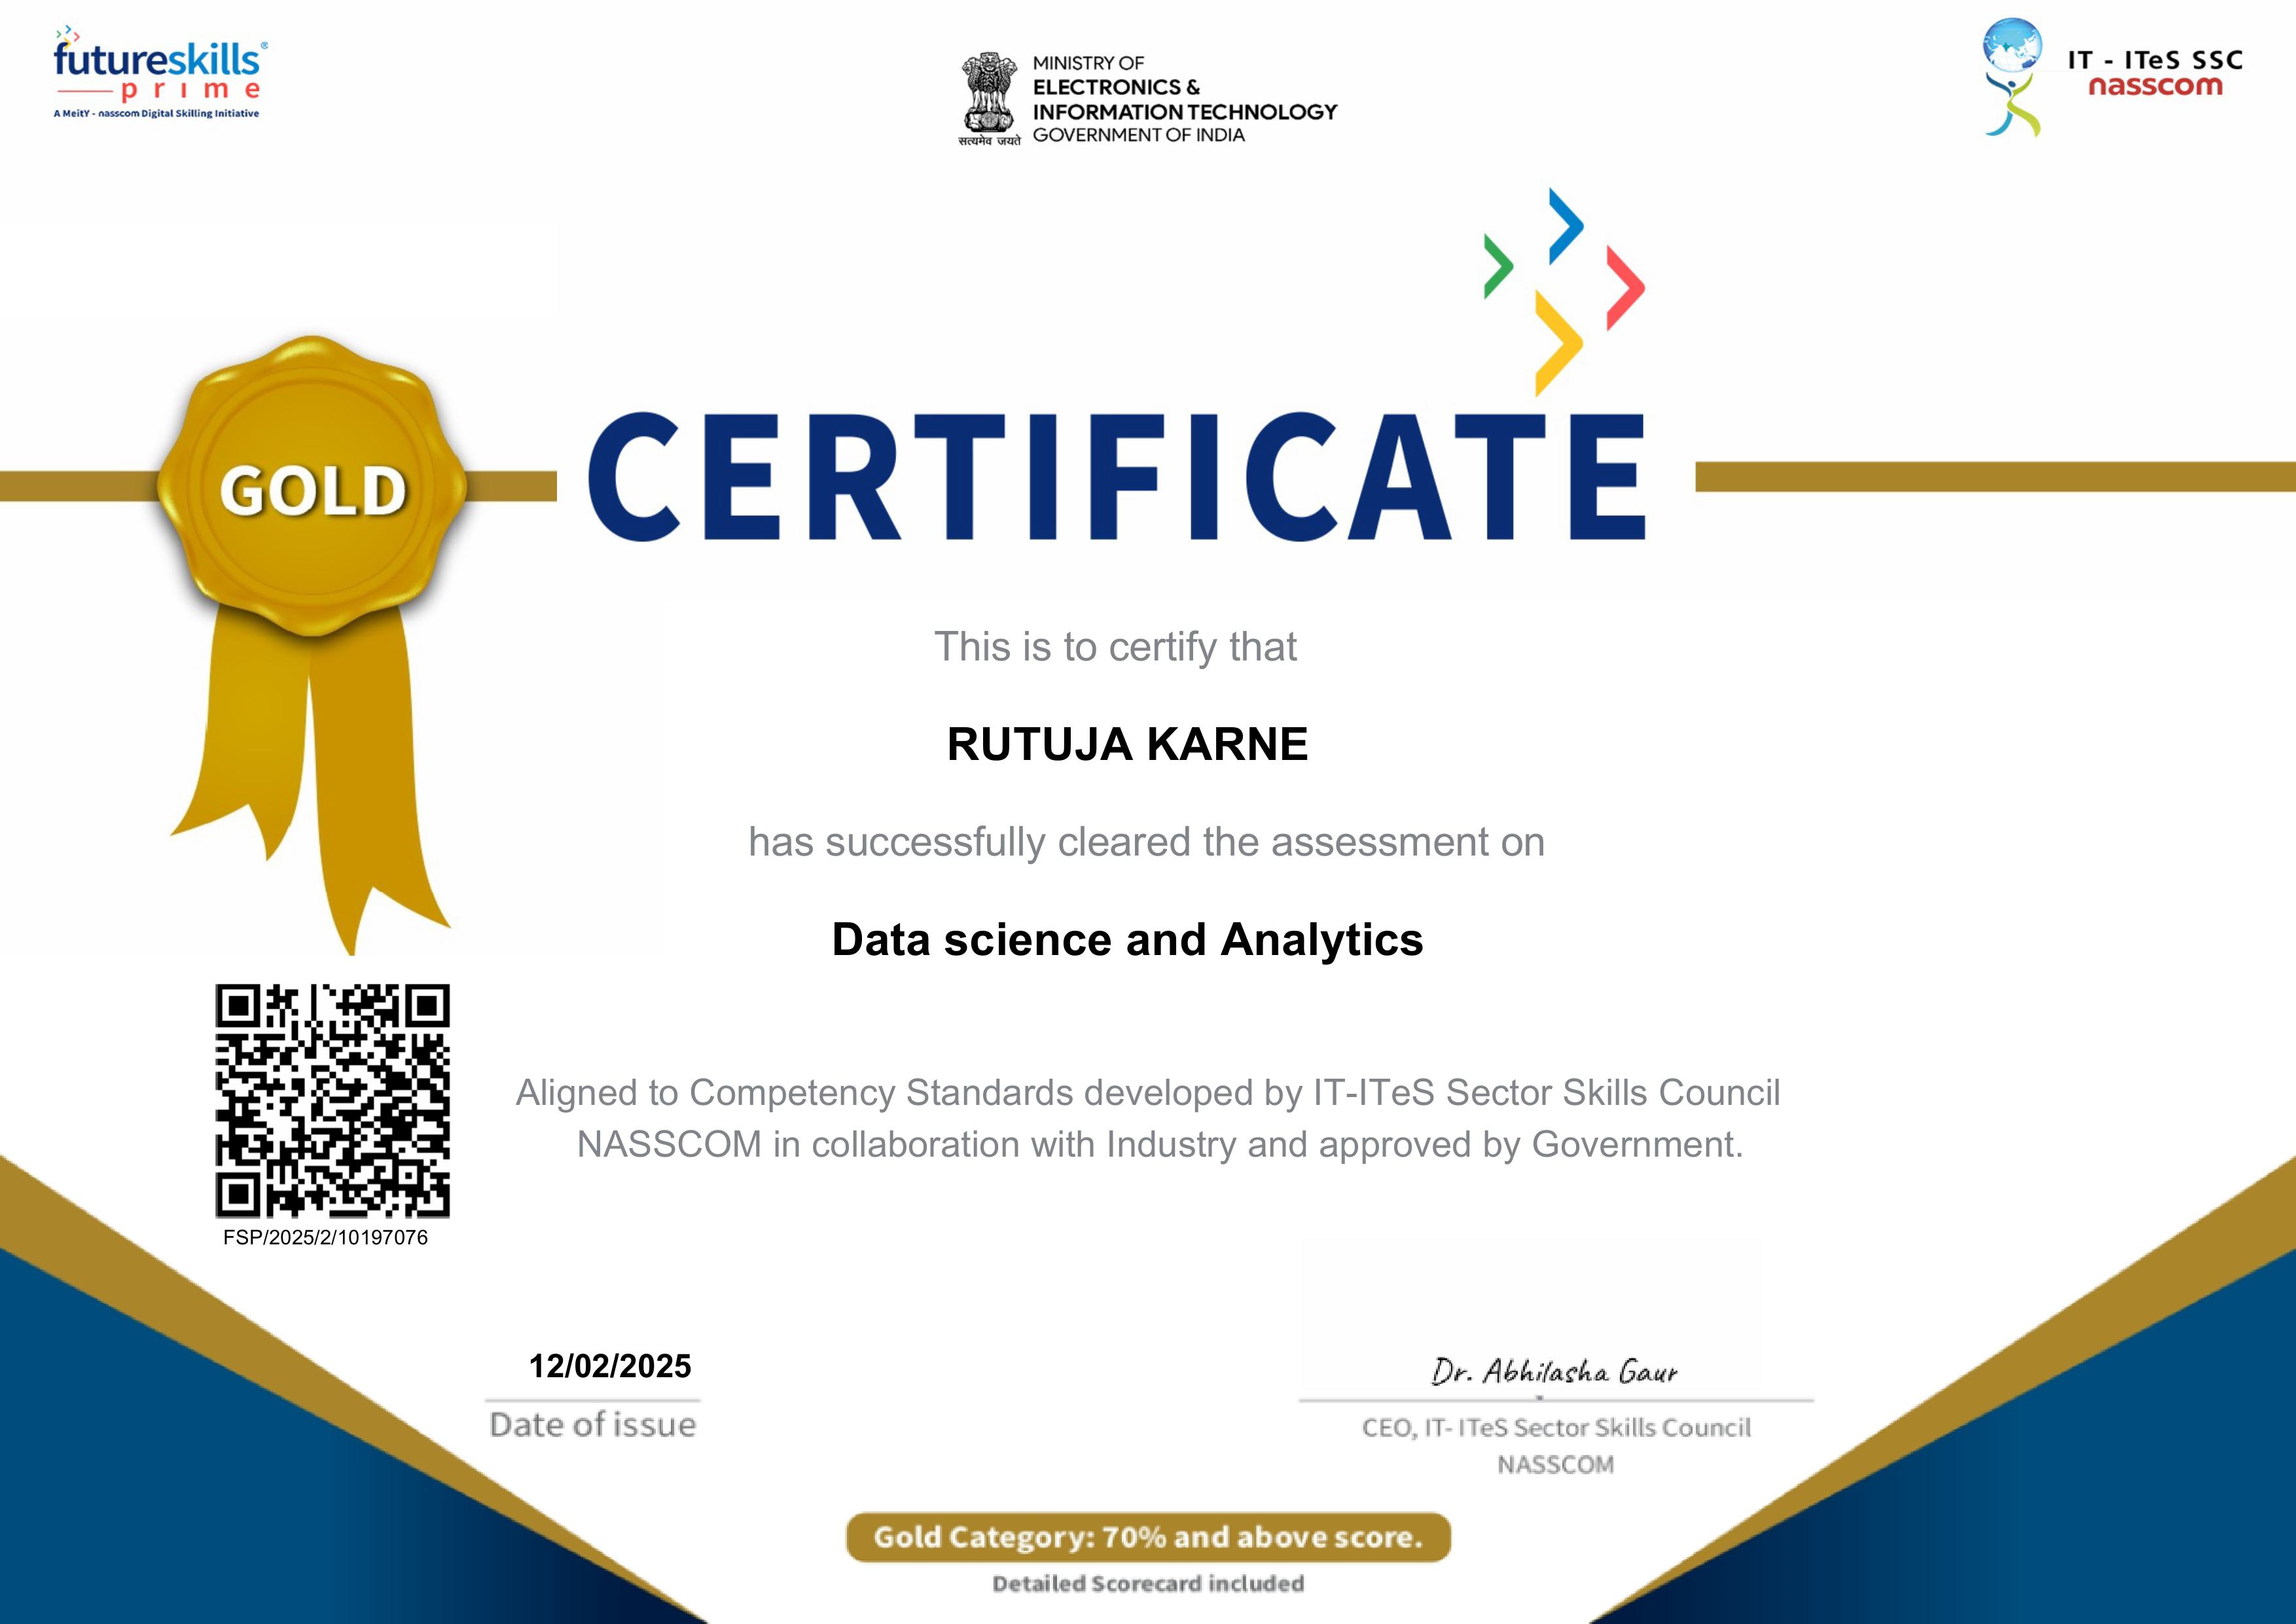 futureskills®
prime
A MeitY - nasscom Digital Skilling Initiative
MINISTRY OF
ELECTRONICS &
INFORMATION TECHNOLOGY
GOVERNMENT OF INDIA
सत्यमेव जयते
IT - ITeS SSC
nasscom
GOLD
CERTIFICATE
This is to certify that
RUTUJA KARNE
has successfully cleared the assessment on
Data science and Analytics
Aligned to Competency Standards developed by IT-ITeS Sector Skills Council
NASSCOM in collaboration with Industry and approved by Government.
FSP/2025/2/10197076
12/02/2025
Date of issue
Dr. Abhilasha Gaur
CEO, IT- ITeS Sector Skills Council
NASSCOM
Gold Category: 70% and above score.
Detailed Scorecard included